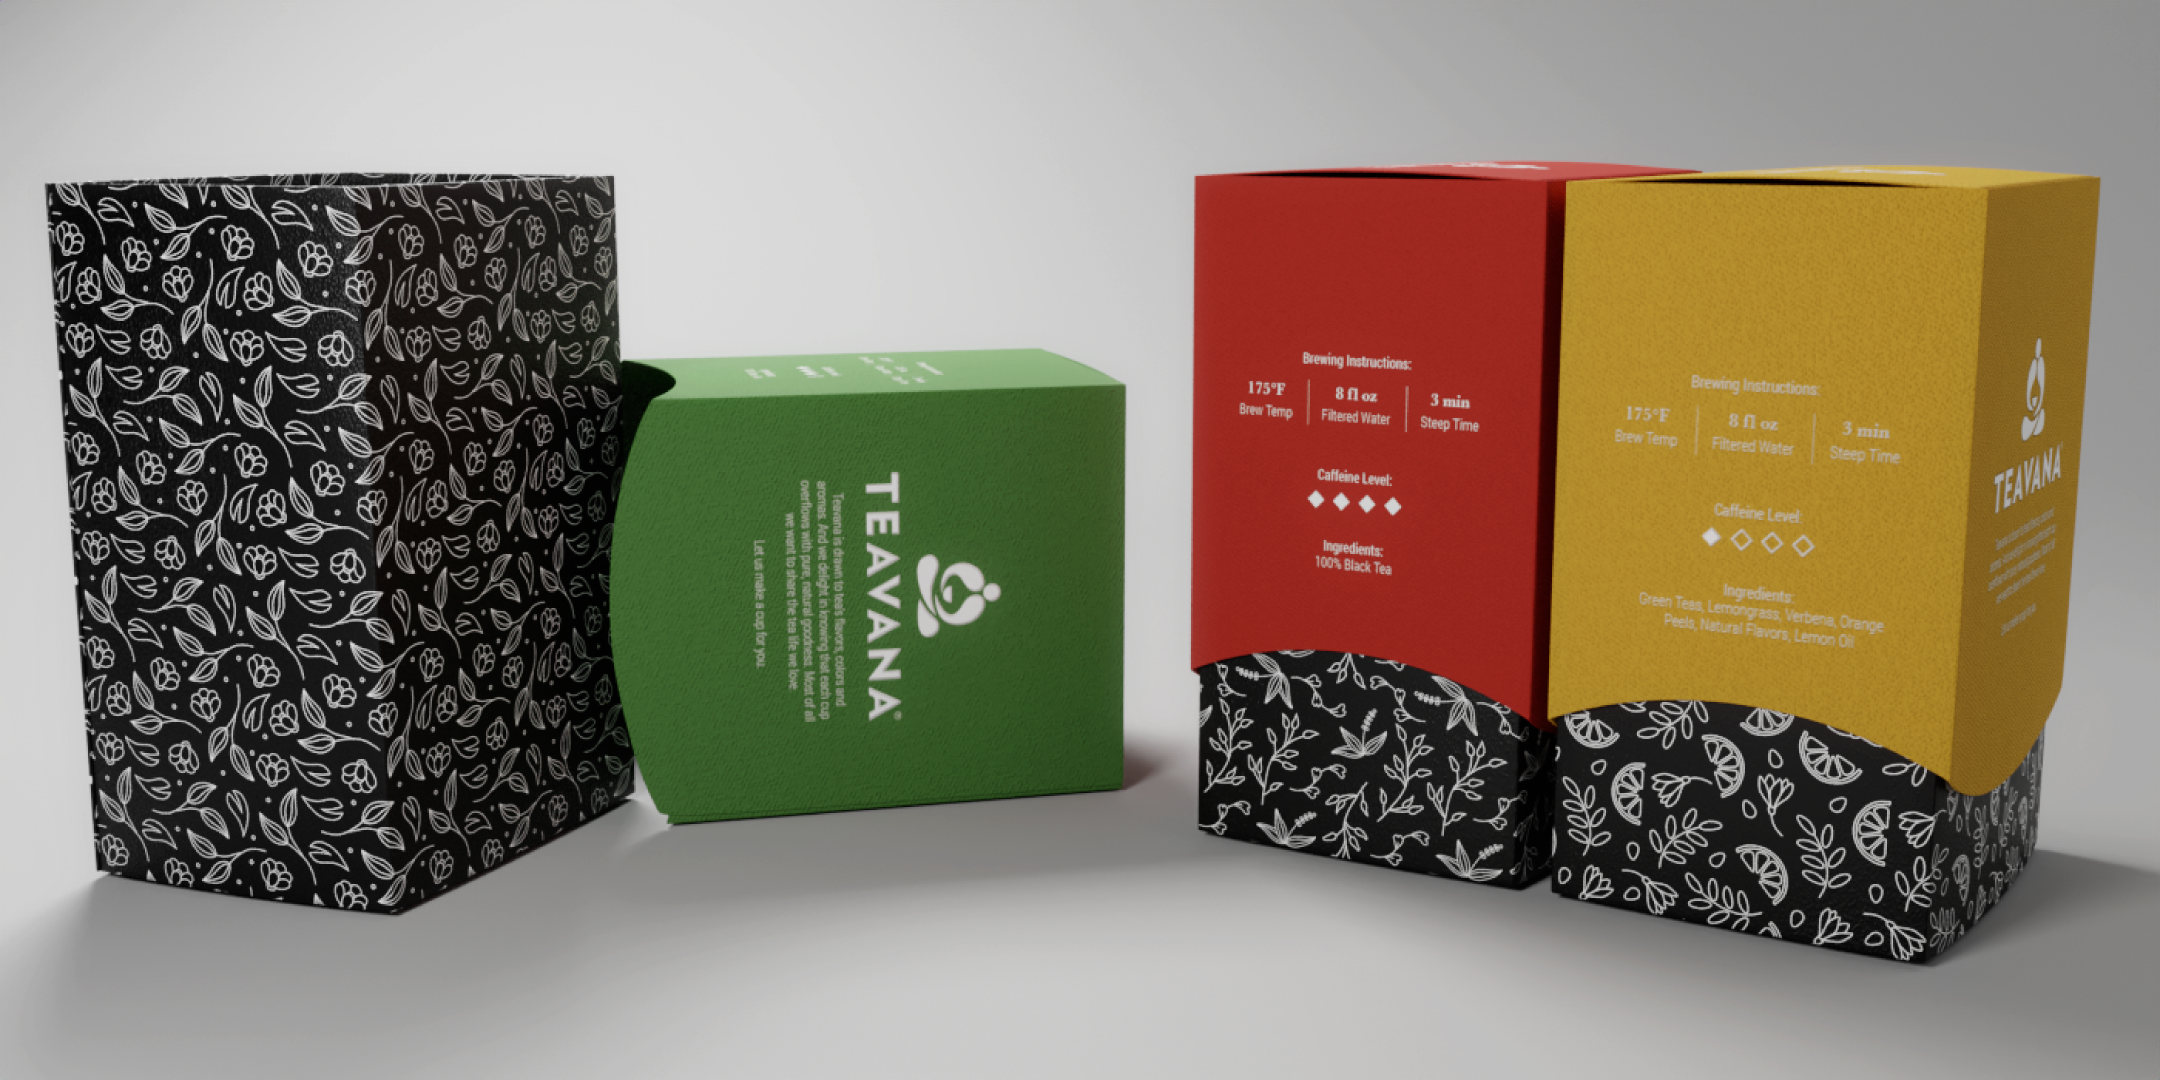 TEAVANA®
Teavana is drawn to tea's flavors, colors and
aromas. And we delight in knowing that each cup
overflows with pure, natural goodness. Most of all
we want to share the tea life we love.
Let us make a cup for you.
Brewing Instructions:
175°F
8 fl oz
3 min
Brew Temp
Filtered Water
Steep Time
Caffeine Level:
Ingredients:
100% Black Tea
Brewing Instructions:
175°F
8 fl oz
3 min
Brew Temp
Filtered Water
Steep Time
Caffeine Level:
Ingredients:
Green Teas, Lemongrass, Verbena, Orange
Peels, Natural Flavors, Lemon Oil
TEAVANA